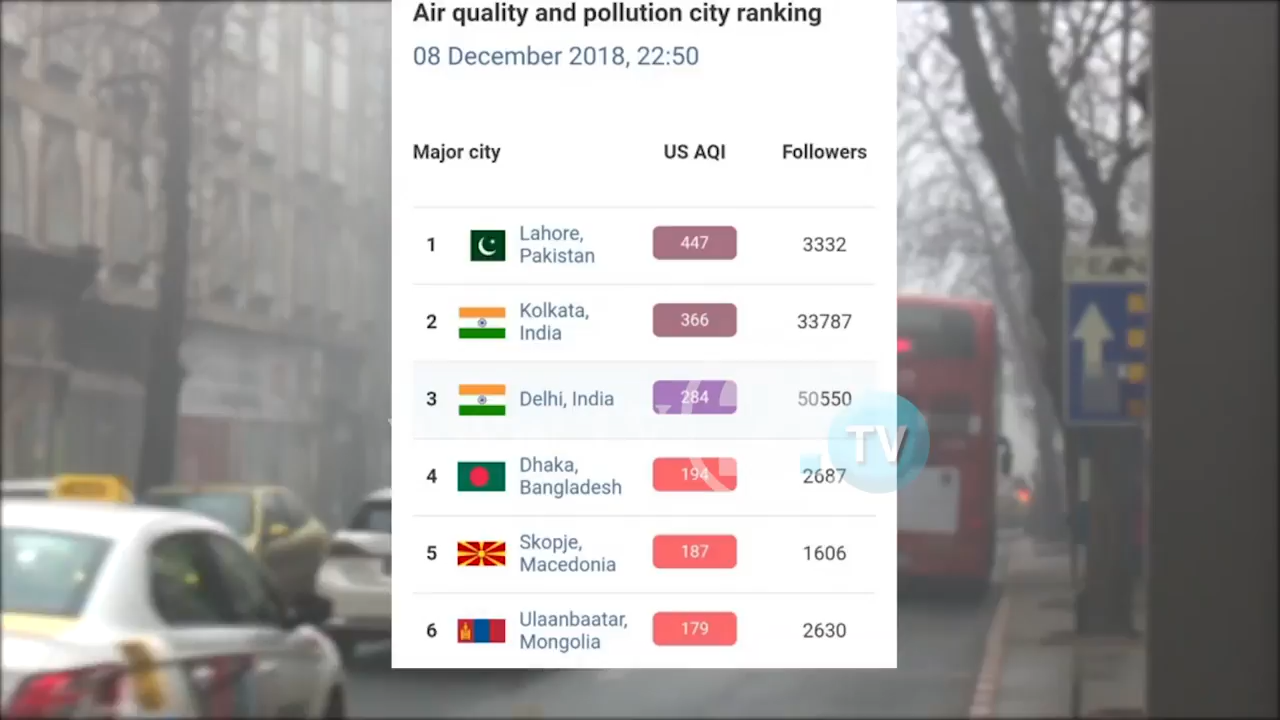 Air quality and pollution city ranking
08 December 2018, 22:50
Major city US AQI Followers
1 Lahore, Pakistan 447 3332
2 Kolkata, India 366 33787
3 Delhi, India 284 50550
4 Dhaka, Bangladesh 194 2687
5 Skopje, Macedonia 187 1606
6 Ulaanbaatar, Mongolia 179 2630
TV